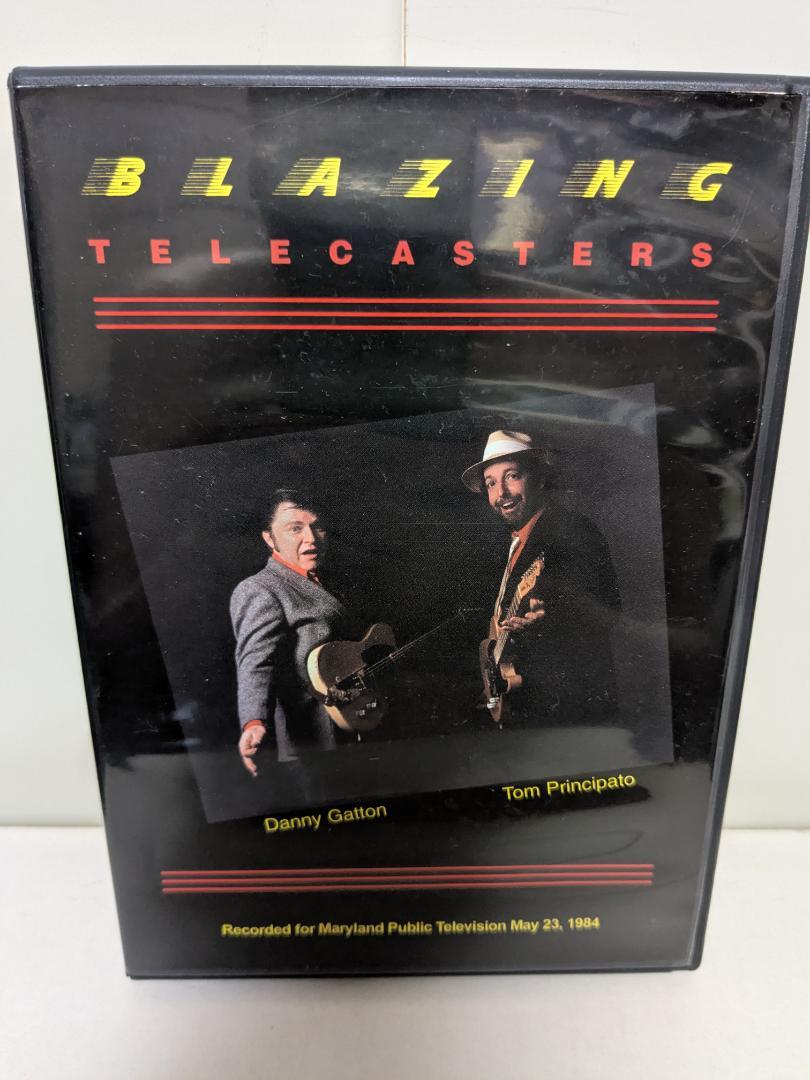 BLAZING
TELECASTERS
Tom Principato
Danny Gatton
Recorded for Maryland Public Television May 23, 1984